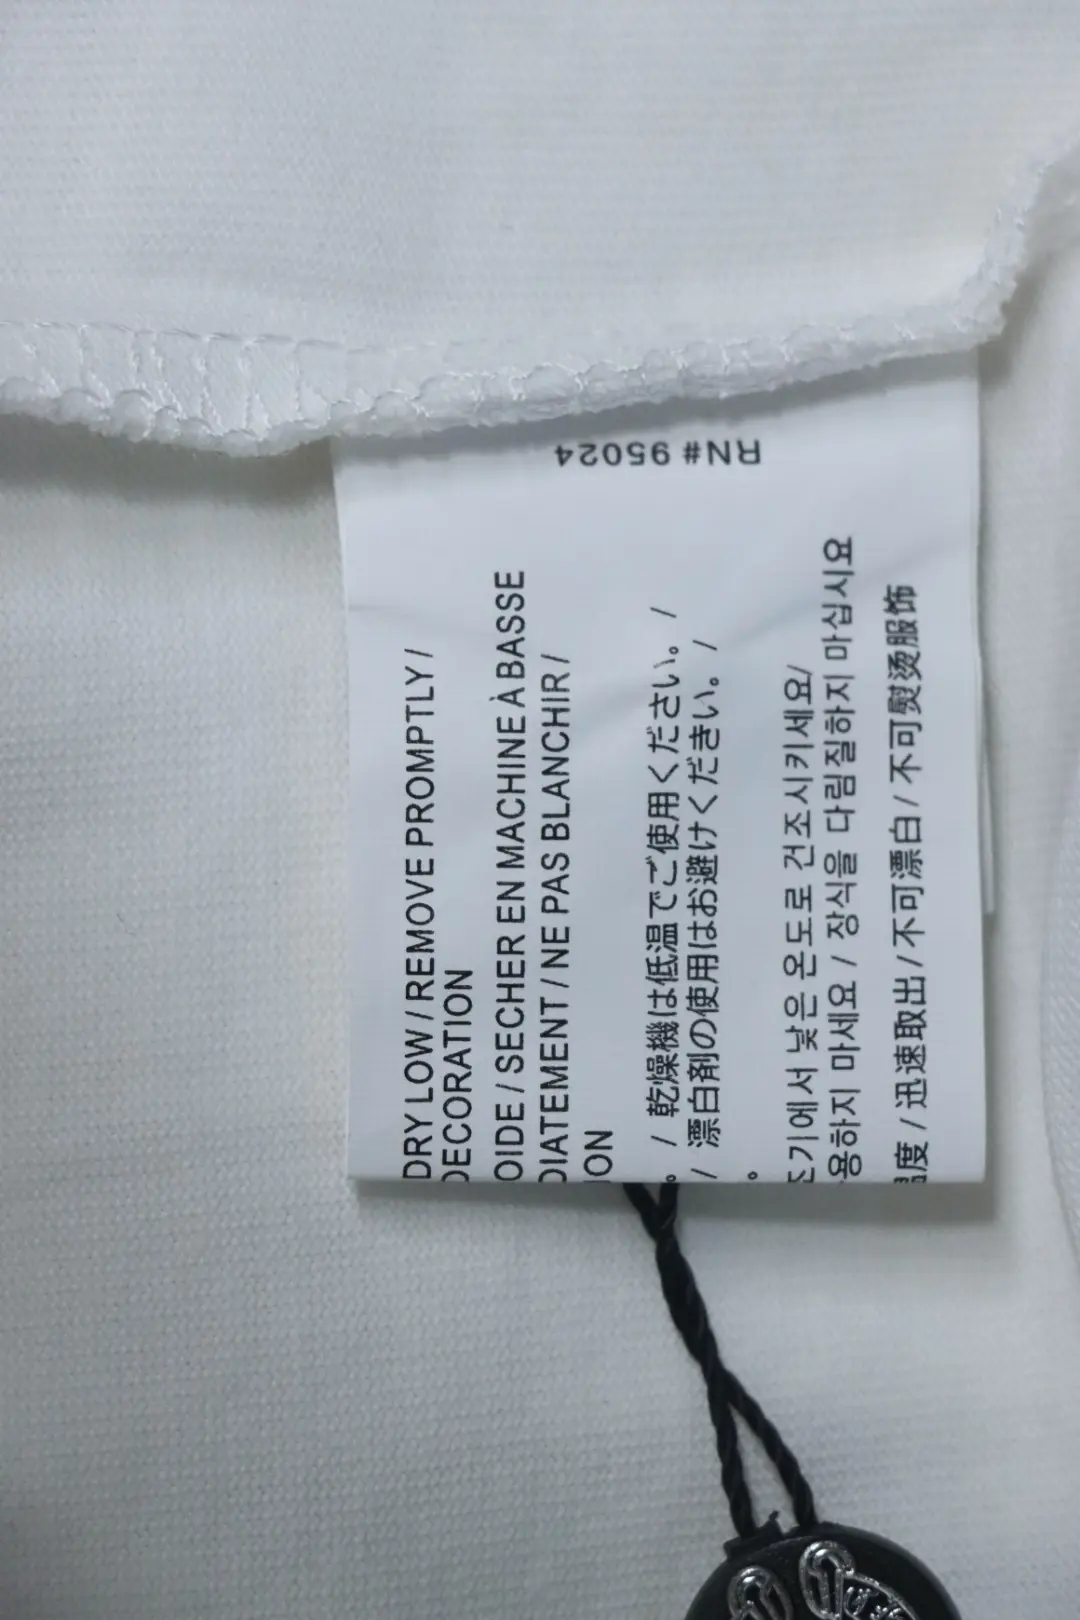 RN# 95024
DRY LOW / REMOVE PROMPTLY /
DECORATION
OIDE / SECHER EN MACHINE À BASSE
DIATEMENT / NE PAS BLANCHIR /
ION
。 / 乾燥機は低温でご使用ください。 /
/ 漂白剤の使用はお避けくだきい。 /
。
조기에서 낮은 온도로 건조시키세요/
용하지 마세요 / 장식을 다림질하지 마십시요
温度 / 迅速取出 / 不可漂白 / 不可熨烫服饰